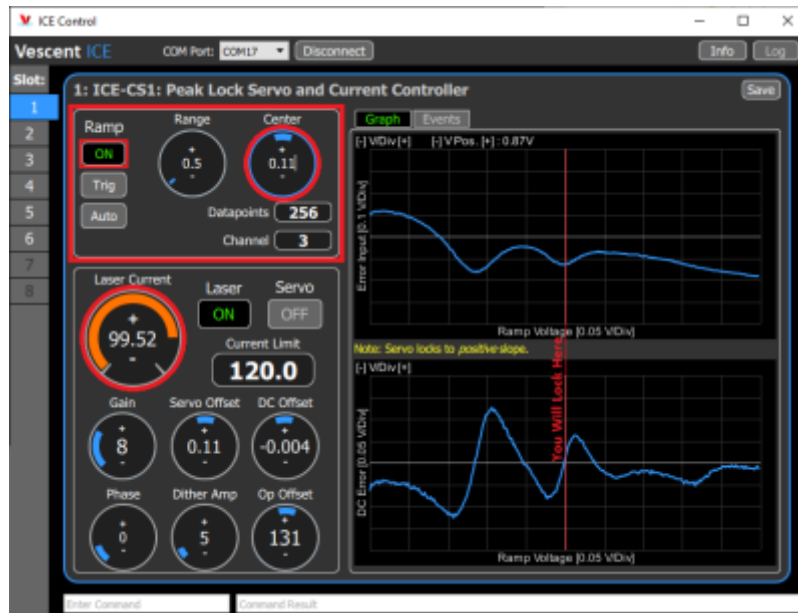 ICE Control
Vescent ICE COM Port: COM17 Disconnect Info Log
Slot:
1
2
3
4
5
6
7
8
1: ICE-CS1: Peak Lock Servo and Current Controller Save
Ramp Range Center
ON
+
0.5
-
+
0.11
-
Trig
Auto
Datapoints 256
Channel 3
Laser Current Laser Servo
+
99.52
-
ON OFF
Current Limit
120.0
Gain Servo Offset DC Offset
+
8
-
+
0.11
-
+
-0.004
-
Phase Dither Amp Op Offset
+
0
-
+
5
-
+
131
-
Graph Events
[-] V/Div [+] [-] V Pos. [+] : 0.87V
Error Input [0.1 V/Div]
Ramp Voltage [0.05 V/Div]
Note: Servo locks to positive slope.
[-] V/Div [+]
You Will Lock Here
DC Error [0.05 V/Div]
Ramp Voltage [0.05 V/Div]
Enter Command Command Result